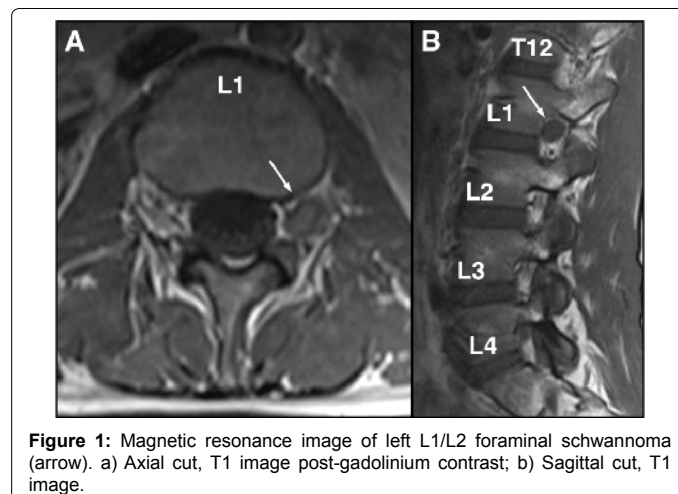 A
L1
B
T12
L1
L2
L3
L4
Figure 1: Magnetic resonance image of left L1/L2 foraminal schwannoma
(arrow). a) Axial cut, T1 image post-gadolinium contrast; b) Sagittal cut, T1
image.